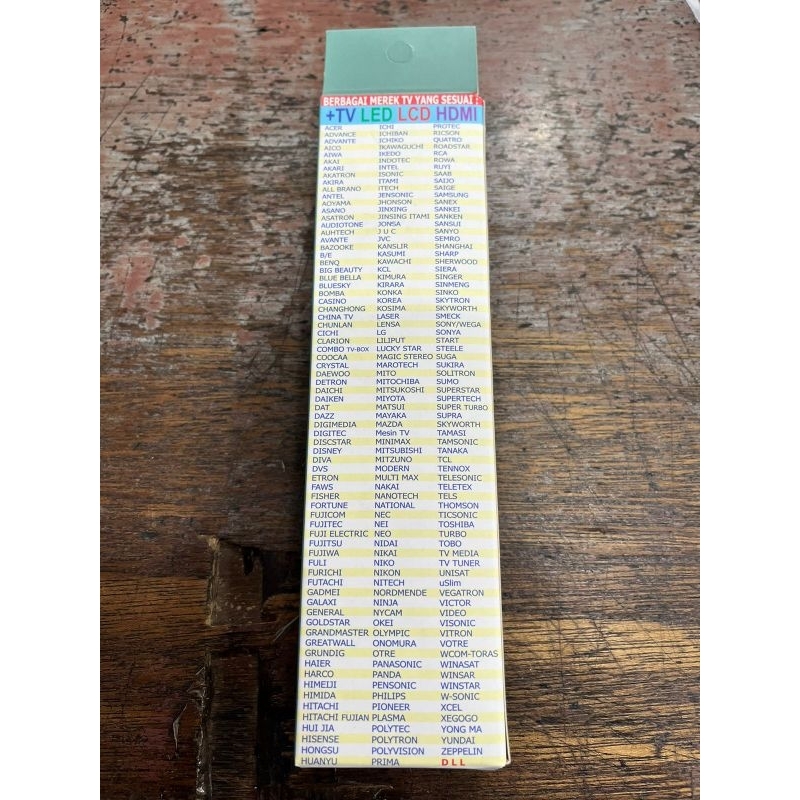 BERBAGAI MEREK TV YANG SESUAI :
+TV LED LCD HDMI
ACER
ADVANCE
ADVANTE
AICO
AIWA
AKAI
AKARI
AKATRON
AKIRA
ALL BRANO
ANTEL
AOYAMA
ASANO
ASATRON
AUDIOTONE
AUHTECH
AVANTE
BAZOOKE
B/E
BENQ
BIG BEAUTY
BLUE BELLA
BLUESKY
BOMBA
CASINO
CHANGHONG
CHINA TV
CHUNLAN
CICHI
CLARION
COMBO TV-BOX
COOCAA
CRYSTAL
DAEWOO
DETRON
DAICHI
DAIKEN
DAT
DAZZ
DIGIMEDIA
DIGITEC
DISCSTAR
DISNEY
DIVA
DVS
ETRON
FAWS
FISHER
FORTUNE
FUJICOM
FUJITEC
FUJI ELECTRIC
FUJITSU
FUJIWA
FULI
FURICHI
FUTACHI
GADMEI
GALAXI
GENERAL
GOLDSTAR
GRANDMASTER
GREATWALL
GRUNDIG
HAIER
HARCO
HIMEIJI
HIMIDA
HITACHI
HITACHI FUJIAN
HUI JIA
HISENSE
HONGSU
HUANYU
ICHI
ICHIBAN
ICHIKO
IKAWAGUCHI
IKEDO
INDOTEC
INTEL
ISONIC
ITAMI
ITECH
JENSONIC
JHONSON
JINXING
JINSING ITAMI
JONSA
J U C
JVC
KANSLIR
KASUMI
KAWACHI
KCL
KIMURA
KIRARA
KONKA
KOREA
KOSIMA
LASER
LENSA
LG
LILIPUT
LUCKY STAR
MAGIC STEREO
MAROTECH
MITO
MITOCHIBA
MITSUKOSHI
MIYOTA
MATSUI
MAYAKA
MAZDA
Mesin TV
MINIMAX
MITSUBISHI
MITZUNO
MODERN
MULTI MAX
NAKAI
NANOTECH
NATIONAL
NEC
NEI
NEO
NIDAI
NIKAI
NIKO
NIKON
NITECH
NORDMENDE
NINJA
NYCAM
OKEI
OLYMPIC
ONOMURA
OTRE
PANASONIC
PANDA
PENSONIC
PHILIPS
PIONEER
PLASMA
POLYTEC
POLYTRON
POLYVISION
PRIMA
PROTEC
RICSON
QUATRO
ROADSTAR
RCA
ROWA
RUYI
SAAB
SAIJO
SAIGE
SAMSUNG
SANEX
SANKEI
SANKEN
SANSUI
SANYO
SEMRO
SHANGHAI
SHARP
SHERWOOD
SIERA
SINGER
SINMENG
SINKO
SKYTRON
SKYWORTH
SMECK
SONY/WEGA
SONYA
START
STEELE
SUGA
SUKIRA
SOLITRON
SUMO
SUPERSTAR
SUPERTECH
SUPER TURBO
SUPRA
SKYWORTH
TAMASI
TAMSONIC
TANAKA
TCL
TENNOX
TELESONIC
TELETEX
TELS
THOMSON
TICSONIC
TOSHIBA
TURBO
TOBO
TV MEDIA
TV TUNER
UNISAT
uSlim
VEGATRON
VICTOR
VIDEO
VISONIC
VITRON
VOTRE
WCOM-TORAS
WINASAT
WINSAR
WINSTAR
W-SONIC
XCEL
XEGOGO
YONG MA
YUNDAI
ZEPPELIN
D L L